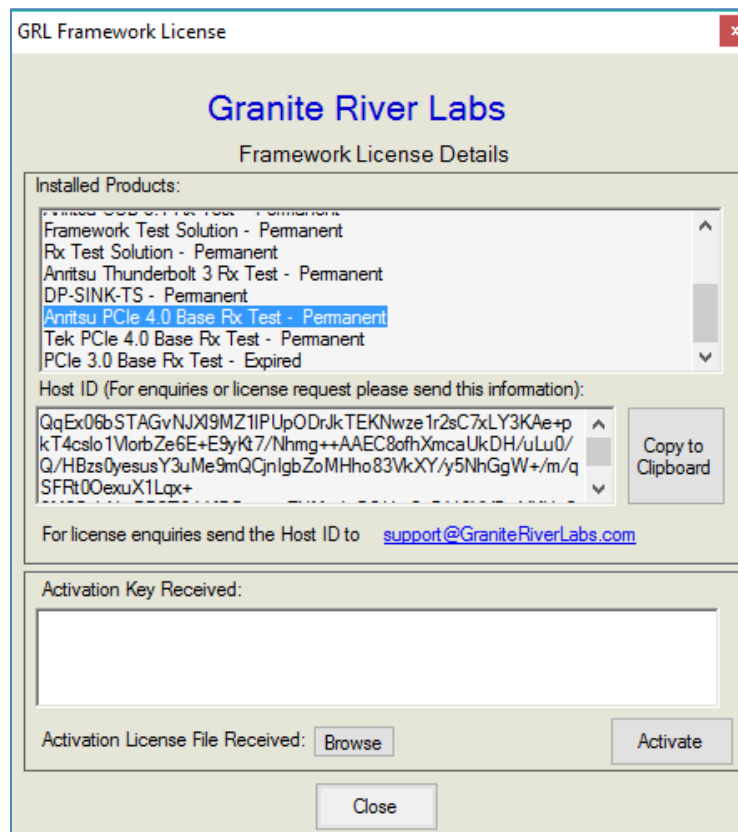 GRL Framework License
x
Granite River Labs
Framework License Details
Installed Products:
Framework Test Solution - Permanent
Rx Test Solution - Permanent
Anritsu Thunderbolt 3 Rx Test - Permanent
DP-SINK-TS - Permanent
Anritsu PCIe 4.0 Base Rx Test - Permanent
Tek PCIe 4.0 Base Rx Test - Permanent
PCIe 3.0 Base Rx Test - Expired
Host ID (For enquiries or license request please send this information):
QqEx06bSTAGvNJXI9MZ1IPUpODrJkTEKNwze1r2sC7xLY3KAe+p
kT4cslo1VlorbZe6E+E9yKt7/Nhmg++AAEC8ofhXmcaUkDH/uLu0/
Q/HBzs0yesusY3uMe9mQCjnIgbZoMHho83VkXY/y5NhGgW+/m/q
SFRt0OexuX1Lqx+
Copy to
Clipboard
For license enquiries send the Host ID to support@GraniteRiverLabs.com
Activation Key Received:
Activation License File Received: Browse
Activate
Close